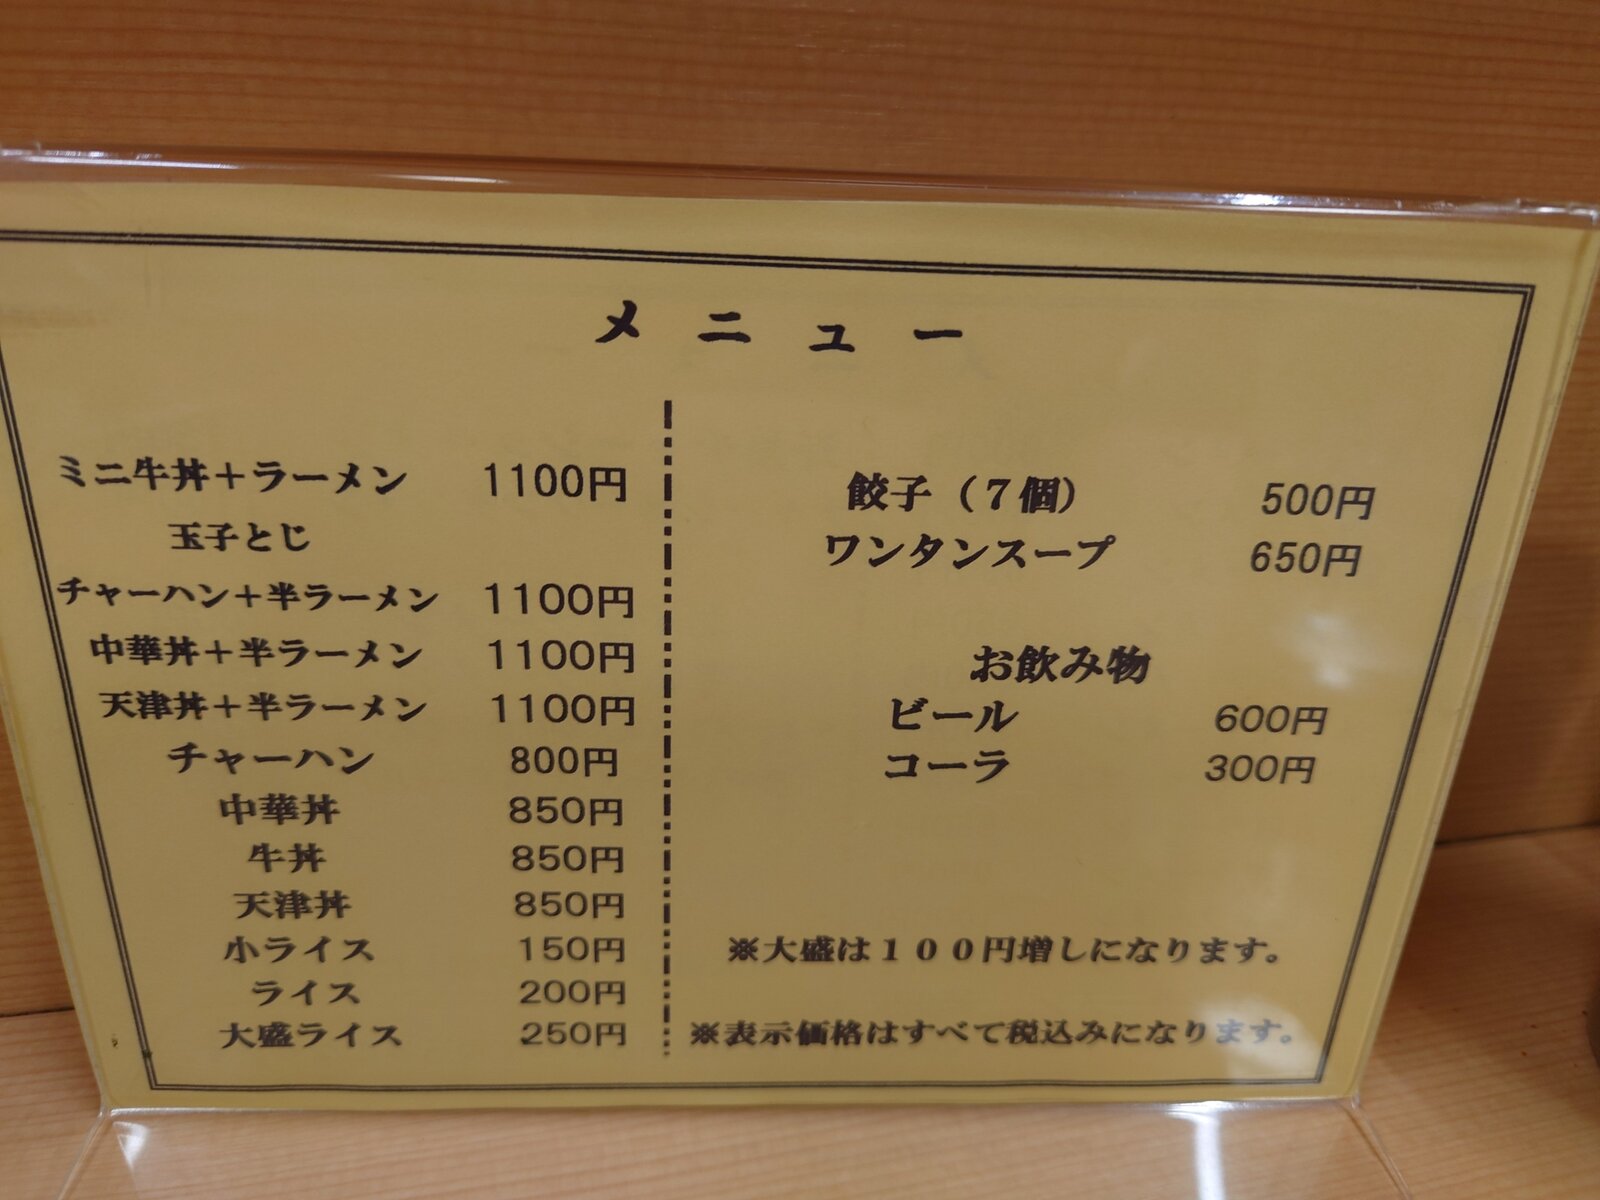 メニュー
ミニ牛丼＋ラーメン 1100円
玉子とじ
チャーハン＋半ラーメン 1100円
中華丼＋半ラーメン 1100円
天津丼＋半ラーメン 1100円
チャーハン 800円
中華丼 850円
牛丼 850円
天津丼 850円
小ライス 150円
ライス 200円
大盛ライス 250円
餃子（７個） 500円
ワンタンスープ 650円
お飲み物
ビール 600円
コーラ 300円
※大盛は１００円増しになります。
※表示価格はすべて税込みになります。